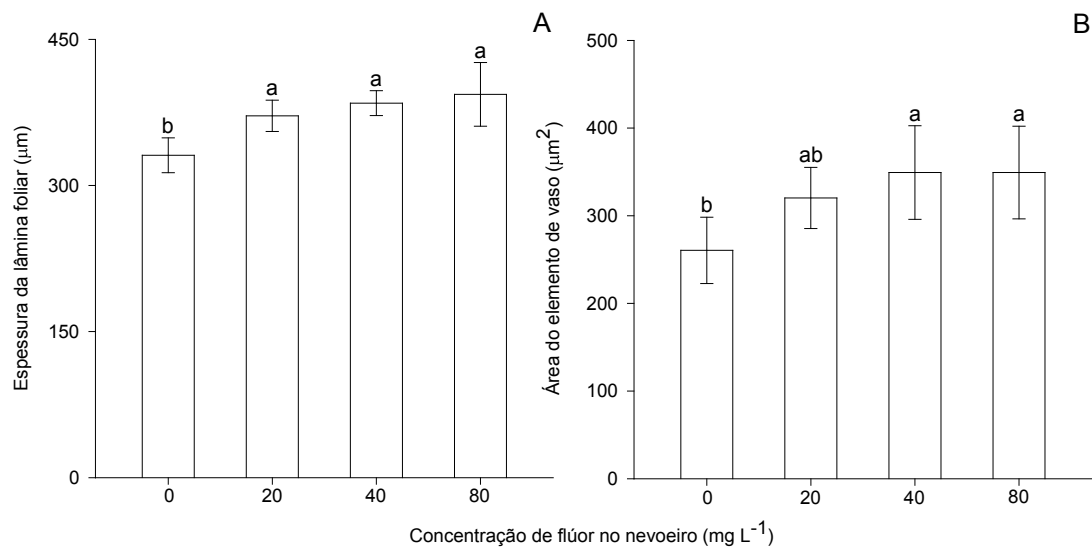 A
Espessura da lâmina foliar (μm)
450
300
150
0
b
a
a
a
0
20
40
80
B
Área do elemento de vaso (μm²)
500
400
300
200
100
0
b
ab
a
a
0
20
40
80
Concentração de flúor no nevoeiro (mg L⁻¹)